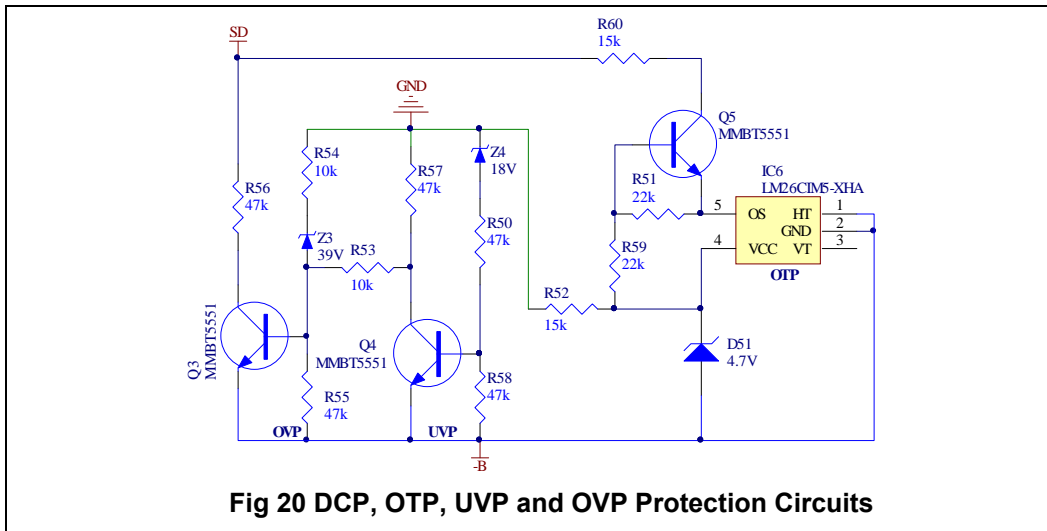 SD
R60
15k
GND
Q5
MMBT5551
R54
10k
R57
47k
Z4
18V
R56
47k
IC6
LM26CIM5-XHA
R51
22k
5
OS
HT
1
GND
2
4
VCC
VT
3
OTP
R50
47k
Z3
39V
R53
10k
R59
22k
R52
15k
Q3
MMBT5551
Q4
MMBT5551
D51
4.7V
R55
47k
R58
47k
OVP
UVP
-B
Fig 20 DCP, OTP, UVP and OVP Protection Circuits